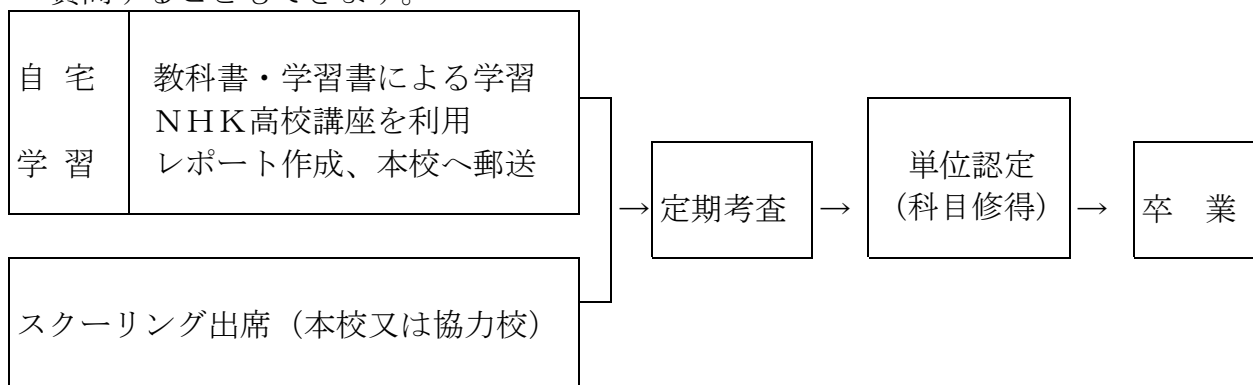 自 宅
学 習
教科書・学習書による学習
NHK高校講座を利用
レポート作成、本校へ郵送
スクーリング出席(本校又は協力校)
→
定期考査
→
単位認定
(科目修得)
→
卒 業